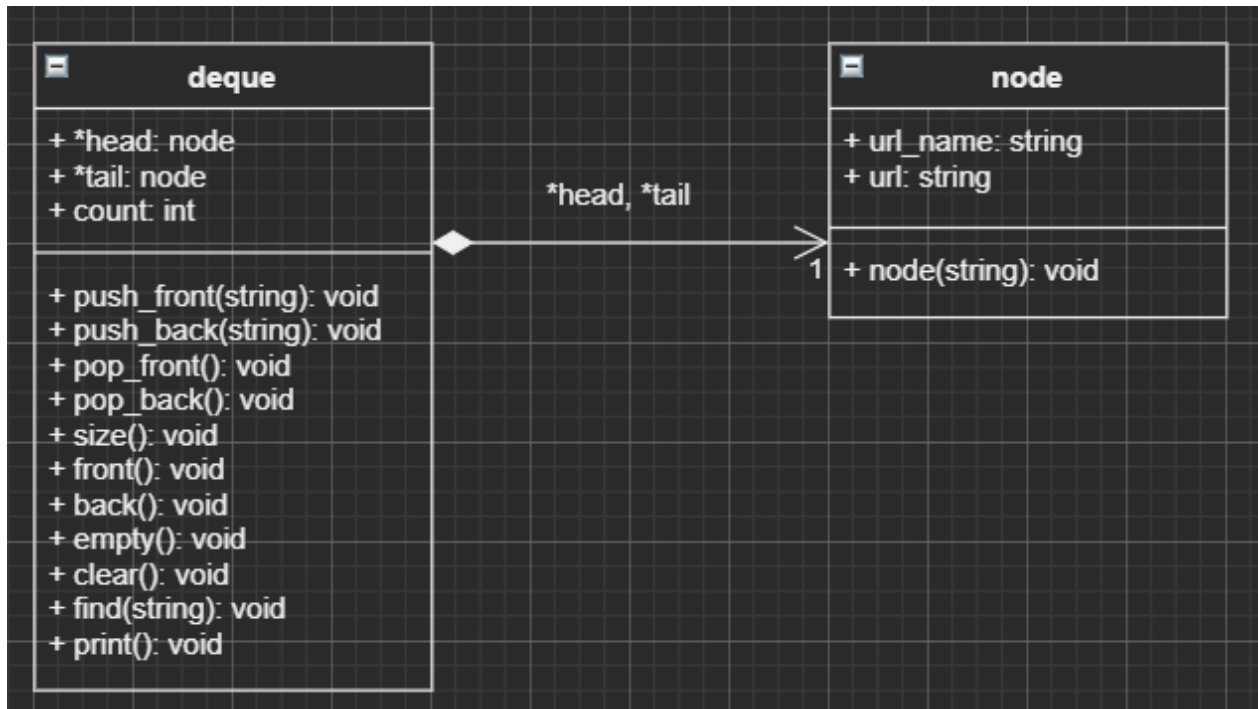 deque
+ *head: node
+ *tail: node
+ count: int
+ push_front(string): void
+ push_back(string): void
+ pop_front(): void
+ pop_back(): void
+ size(): void
+ front(): void
+ back(): void
+ empty(): void
+ clear(): void
+ find(string): void
+ print(): void
*head, *tail
1
node
+ url_name: string
+ url: string
+ node(string): void